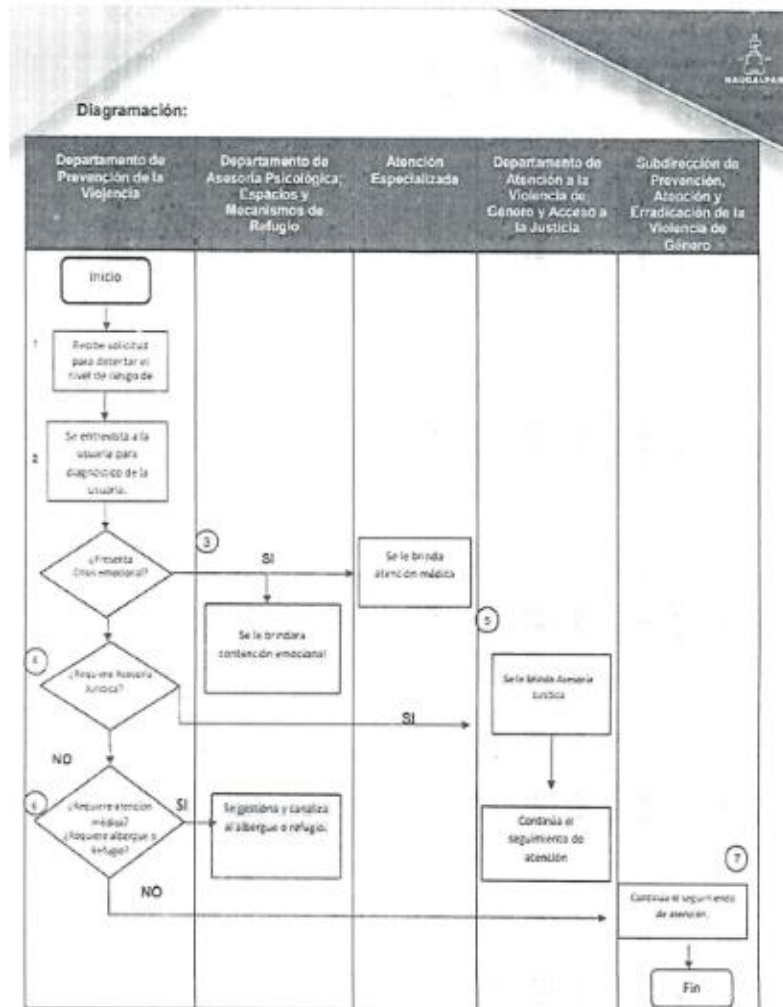 NAUCALPAN
Diagramación:
Departamento de
Prevención de la
Violencia
Departamento de
Asesoría Psicológica;
Espacios y
Mecanismos de
Refugio
Atención
Especializada
Departamento de
Atención a la
Violencia de
Género y Acceso a
la Justicia
Subdirección de
Prevención,
Atención y
Erradicación de la
Violencia de
Género
Inicio
1
Recibe solicitud
para detectar el
nivel de riesgo de
2
Se entrevista a la
usuaria para
diagnóstico de la
usuaria.
¿Presenta
Crisis emocional?
3
SI
Se le brinda
atención médica
Se le brindara
contención emocional
4
¿Requiere Asesoría
Jurídica?
SI
5
Se le brinda Asesoría
Jurídica
NO
6
¿Requiere atención
médica?
¿Requiere albergue o
Refugio?
SI
Se gestiona y canaliza
al albergue o refugio.
Continúa el
seguimiento de
atención
NO
7
Continúa el seguimiento
de atención.
Fin